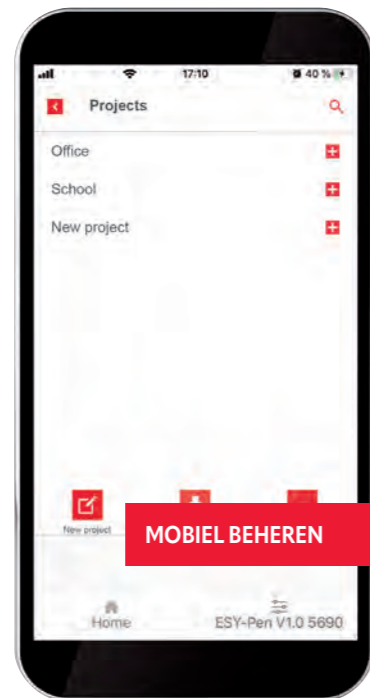 17:10 40 %
Projects
Office
School
New project
New project
MOBIEL BEHEREN
Home ESY-Pen V1.0 5690